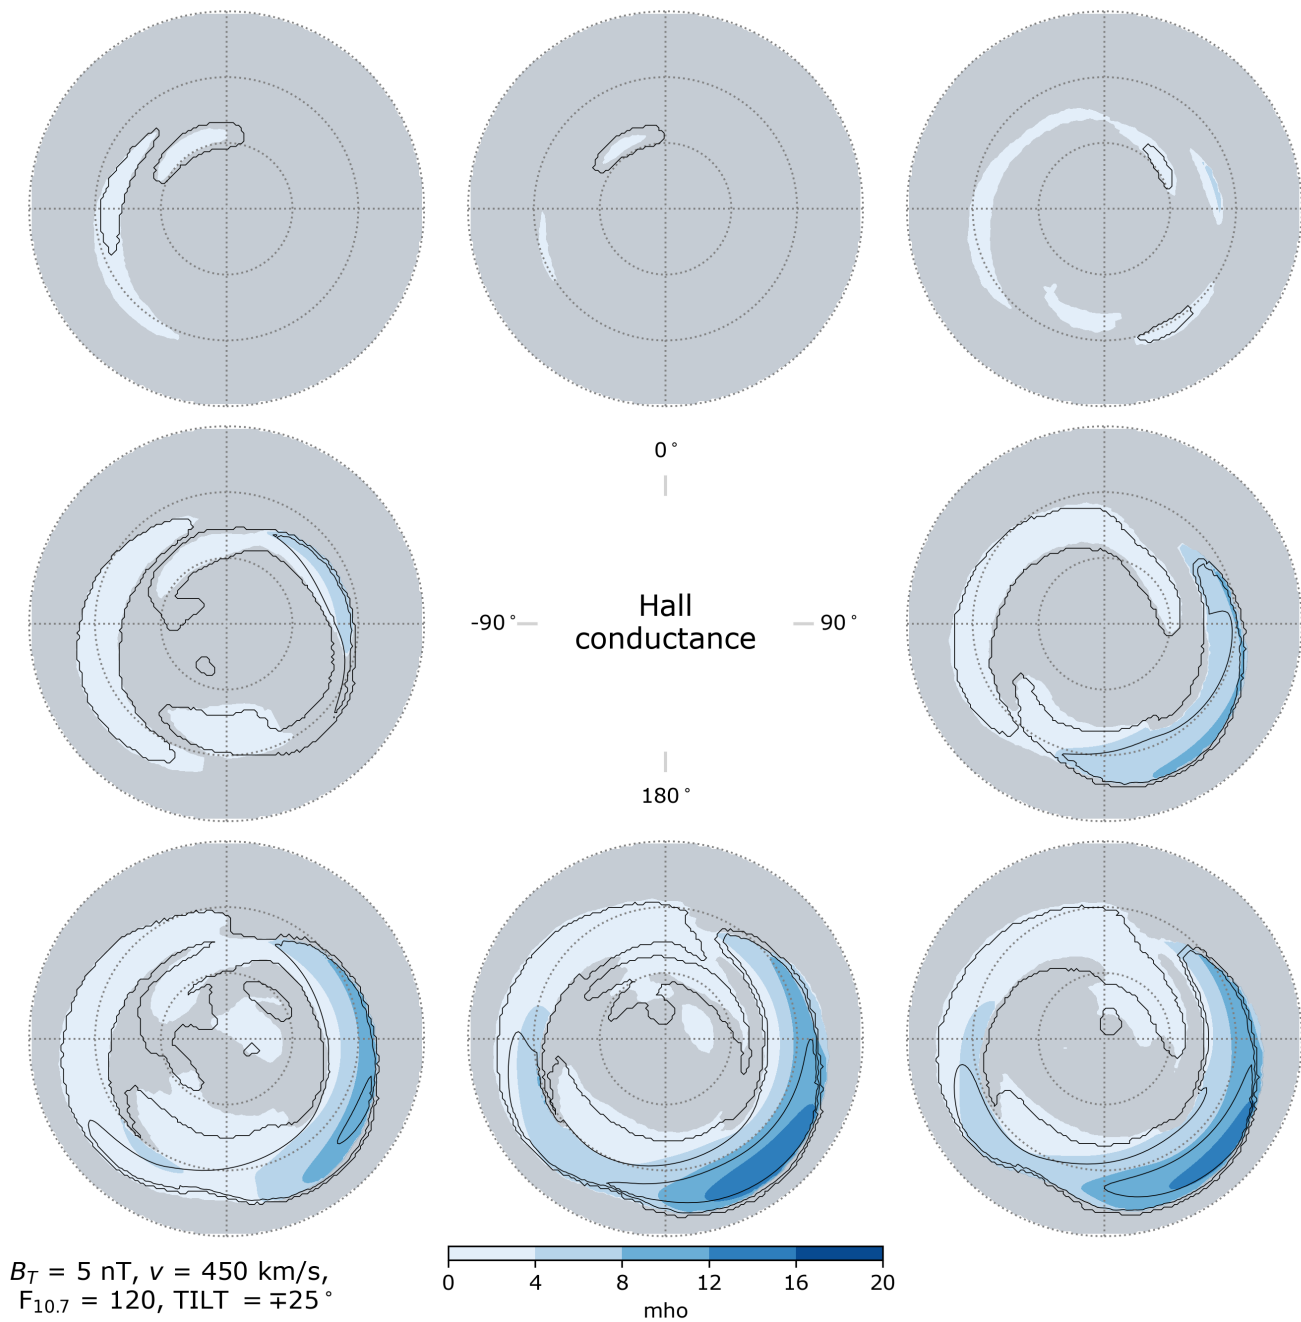 0°
Hall
-90° conductance 90°
180°
B_T = 5 nT, v = 450 km/s,
F_10.7 = 120, TILT = ∓25°
0 4 8 12 16 20
mho